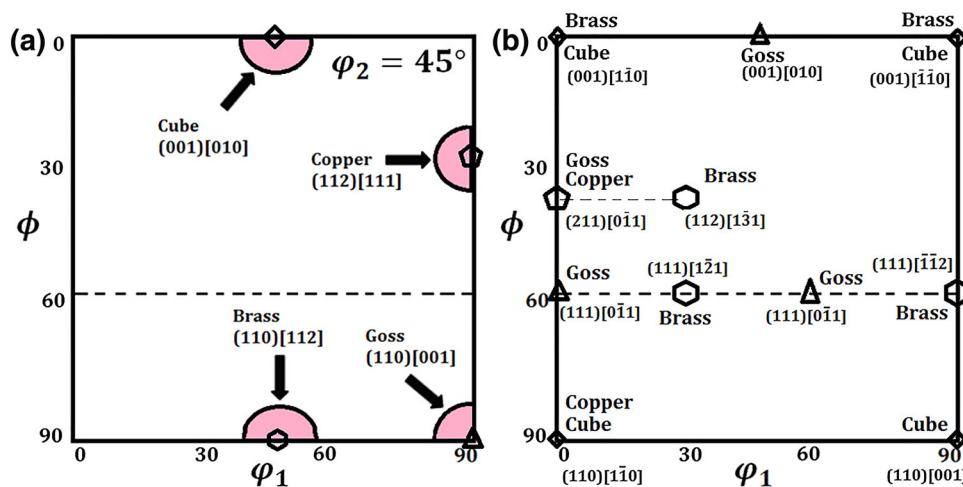 (a)
0
φ₂ = 45°
Cube
(001)[010]
Copper
(112)[111]
30
ϕ
60
Brass
(110)[112]
Goss
(110)[001]
90
0
30
φ₁
60
90
(b)
Brass
Brass
0
Cube
(001)[11̄0]
Goss
(001)[010]
Cube
(001)[1̄1̄0]
30
Goss
Copper
(211)[01̄1]
Brass
(112)[13̄1]
ϕ
Goss
(111)[12̄1]
Goss
(111)[1̄1̄2]
60
(111)[01̄1]
Brass
(111)[01̄1]
Brass
Copper
Cube
Cube
90
0
30
φ₁
60
90
(110)[11̄0]
(110)[001]